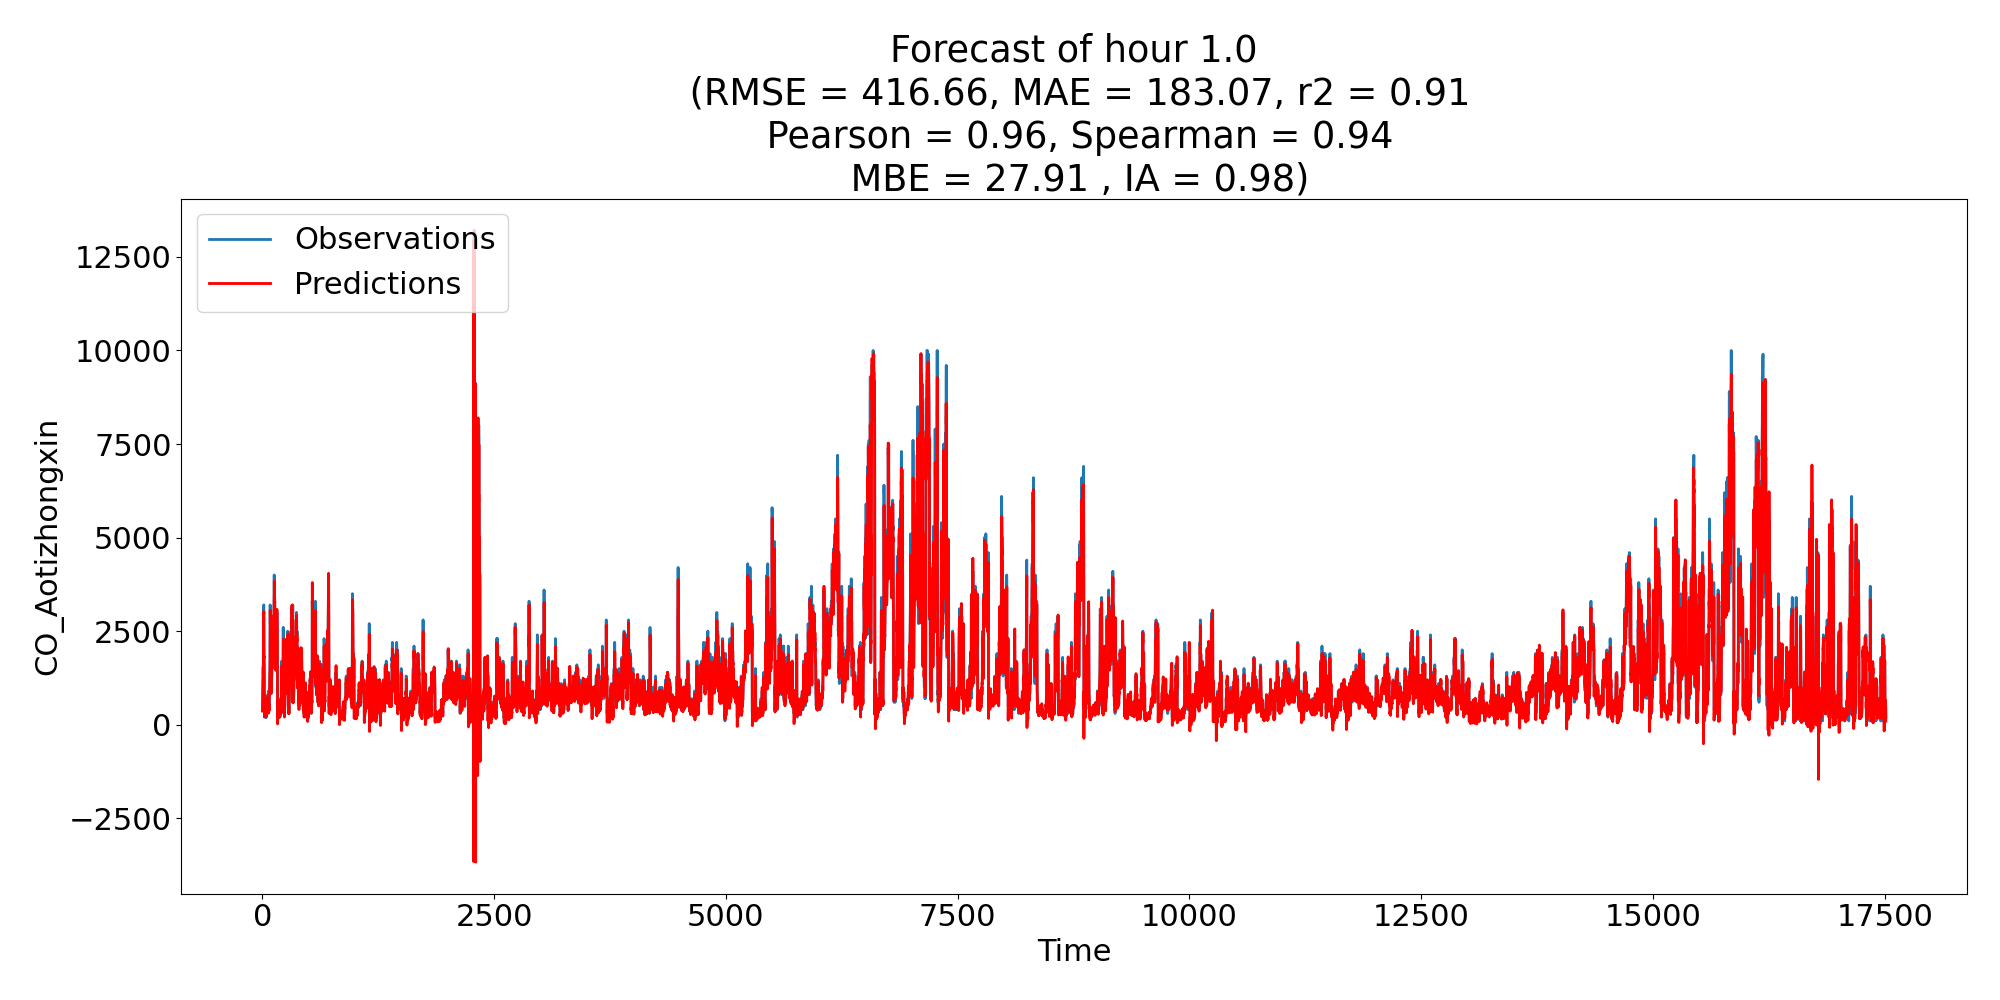 Forecast of hour 1.0
(RMSE = 416.66, MAE = 183.07, r2 = 0.91
Pearson = 0.96, Spearman = 0.94
MBE = 27.91 , IA = 0.98)
Observations
Predictions
12500
10000
7500
5000
2500
0
−2500
CO_Aotizhongxin
0 2500 5000 7500 10000 12500 15000 17500
Time